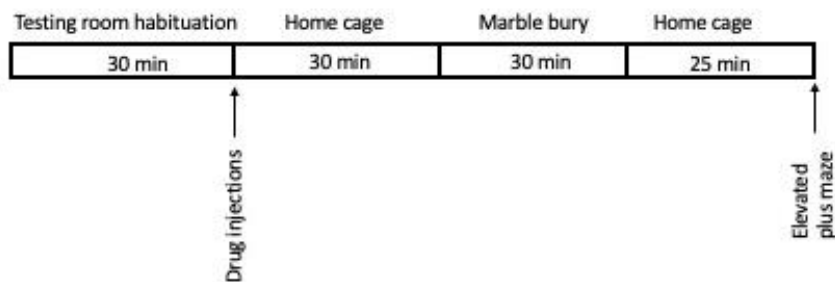 Testing room habituation
Home cage
Marble bury
Home cage
30 min
30 min
30 min
25 min
Drug injections
Elevated
plus maze